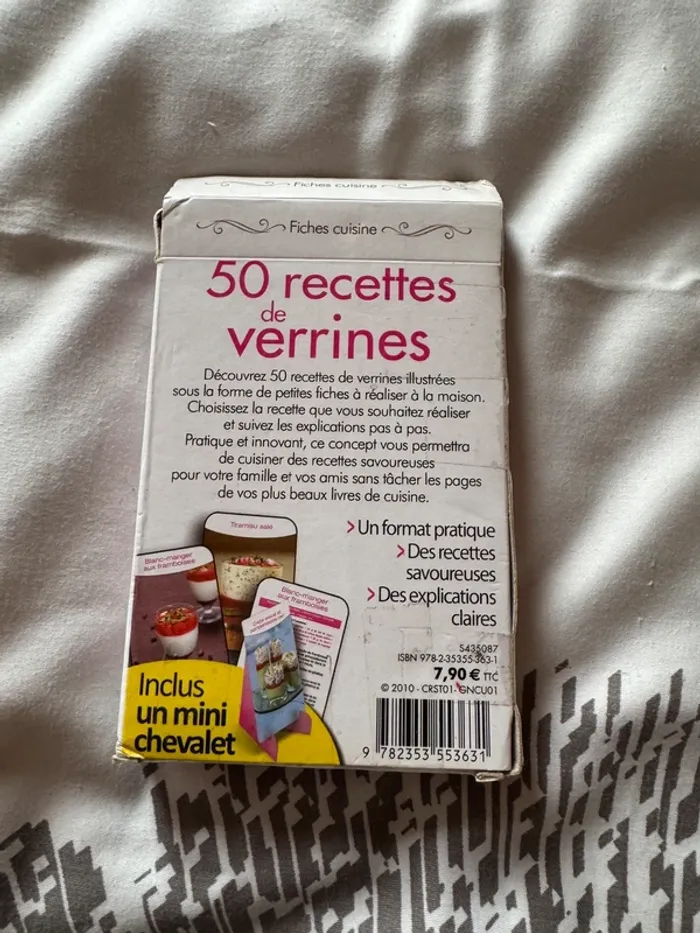 Fiches cuisine
Fiches cuisine
50 recettes
de
verrines
Découvrez 50 recettes de verrines illustrées
sous la forme de petites fiches à réaliser à la maison.
Choisissez la recette que vous souhaitez réaliser
et suivez les explications pas à pas.
Pratique et innovant, ce concept vous permettra
de cuisiner des recettes savoureuses
pour votre famille et vos amis sans tâcher les pages
de vos plus beaux livres de cuisine.
>Un format pratique
>Des recettes
savoureuses
>Des explications
claires
Tiramisu salé
Blanc-manger
aux framboises
Blanc-manger
aux framboises
Inclus
un mini
chevalet
S435087
ISBN 978-2-35355-363-1
7,90 € TTC
© 2010 - CRST01- GNCU01
9 782353 553631